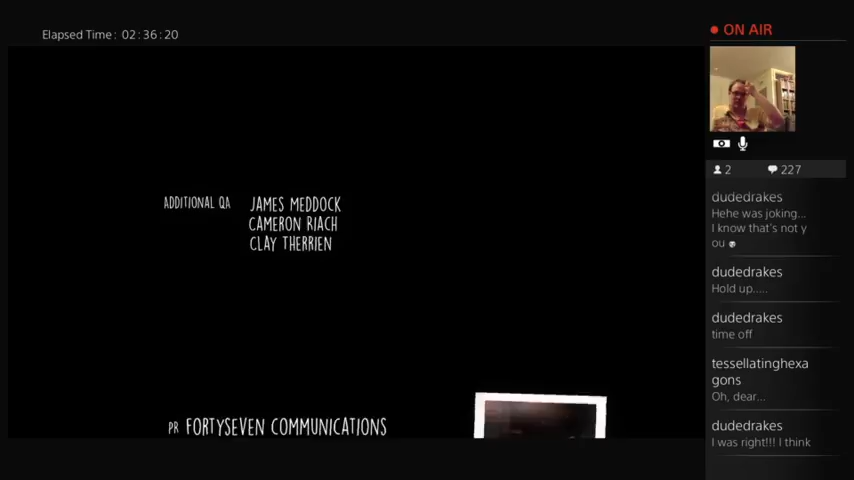 Elapsed Time: 02:36:20
ON AIR
2
227
ADDITIONAL QA JAMES MEDDOCK
CAMERON RIACH
CLAY THERRIEN
PR FORTYSEVEN COMMUNICATIONS
dudedrakes
Hehe was joking...
I know that's not y
ou
dudedrakes
Hold up.....
dudedrakes
time off
tessellatinghexa
gons
Oh, dear...
dudedrakes
I was right!!! I think